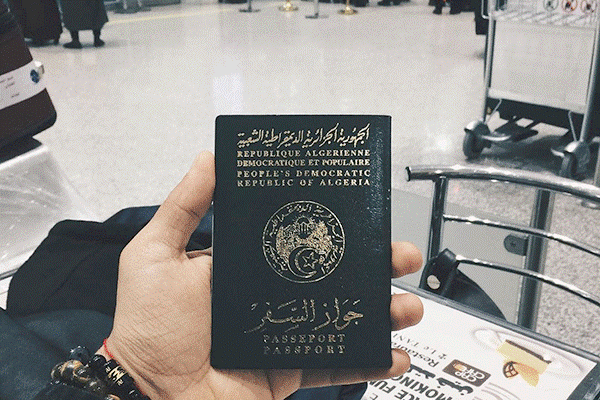 الجمهورية الجزائرية الديمقراطية الشعبية
REPUBLIQUE ALGERIENNE
DEMOCRATIQUE ET POPULAIRE
PEOPLE'S DEMOCRATIC
REPUBLIC OF ALGERIA
جواز السفر
PASSEPORT
PASSPORT